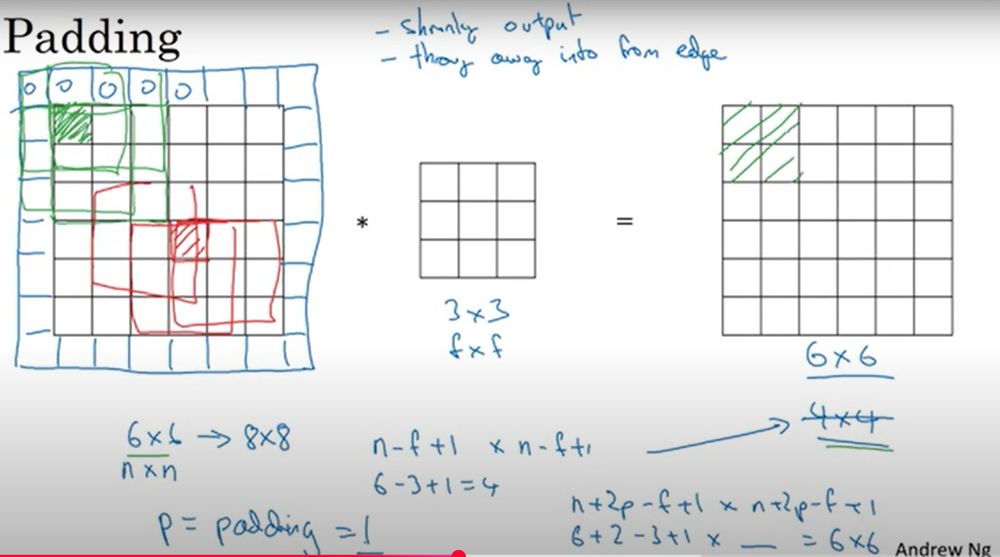 Padding
- shrinky output
- throw away info from edge
0 0 0 0 0
*
=
3 x 3
f x f
6 x 6
4 x 4
6 x 6 → 8x8
n x n
n - f + 1 x n - f + 1
6 - 3 + 1 = 4
p = padding = 1
n + 2p - f + 1 x n + 2p - f + 1
6 + 2 - 3 + 1 x __ = 6 x 6
Andrew Ng